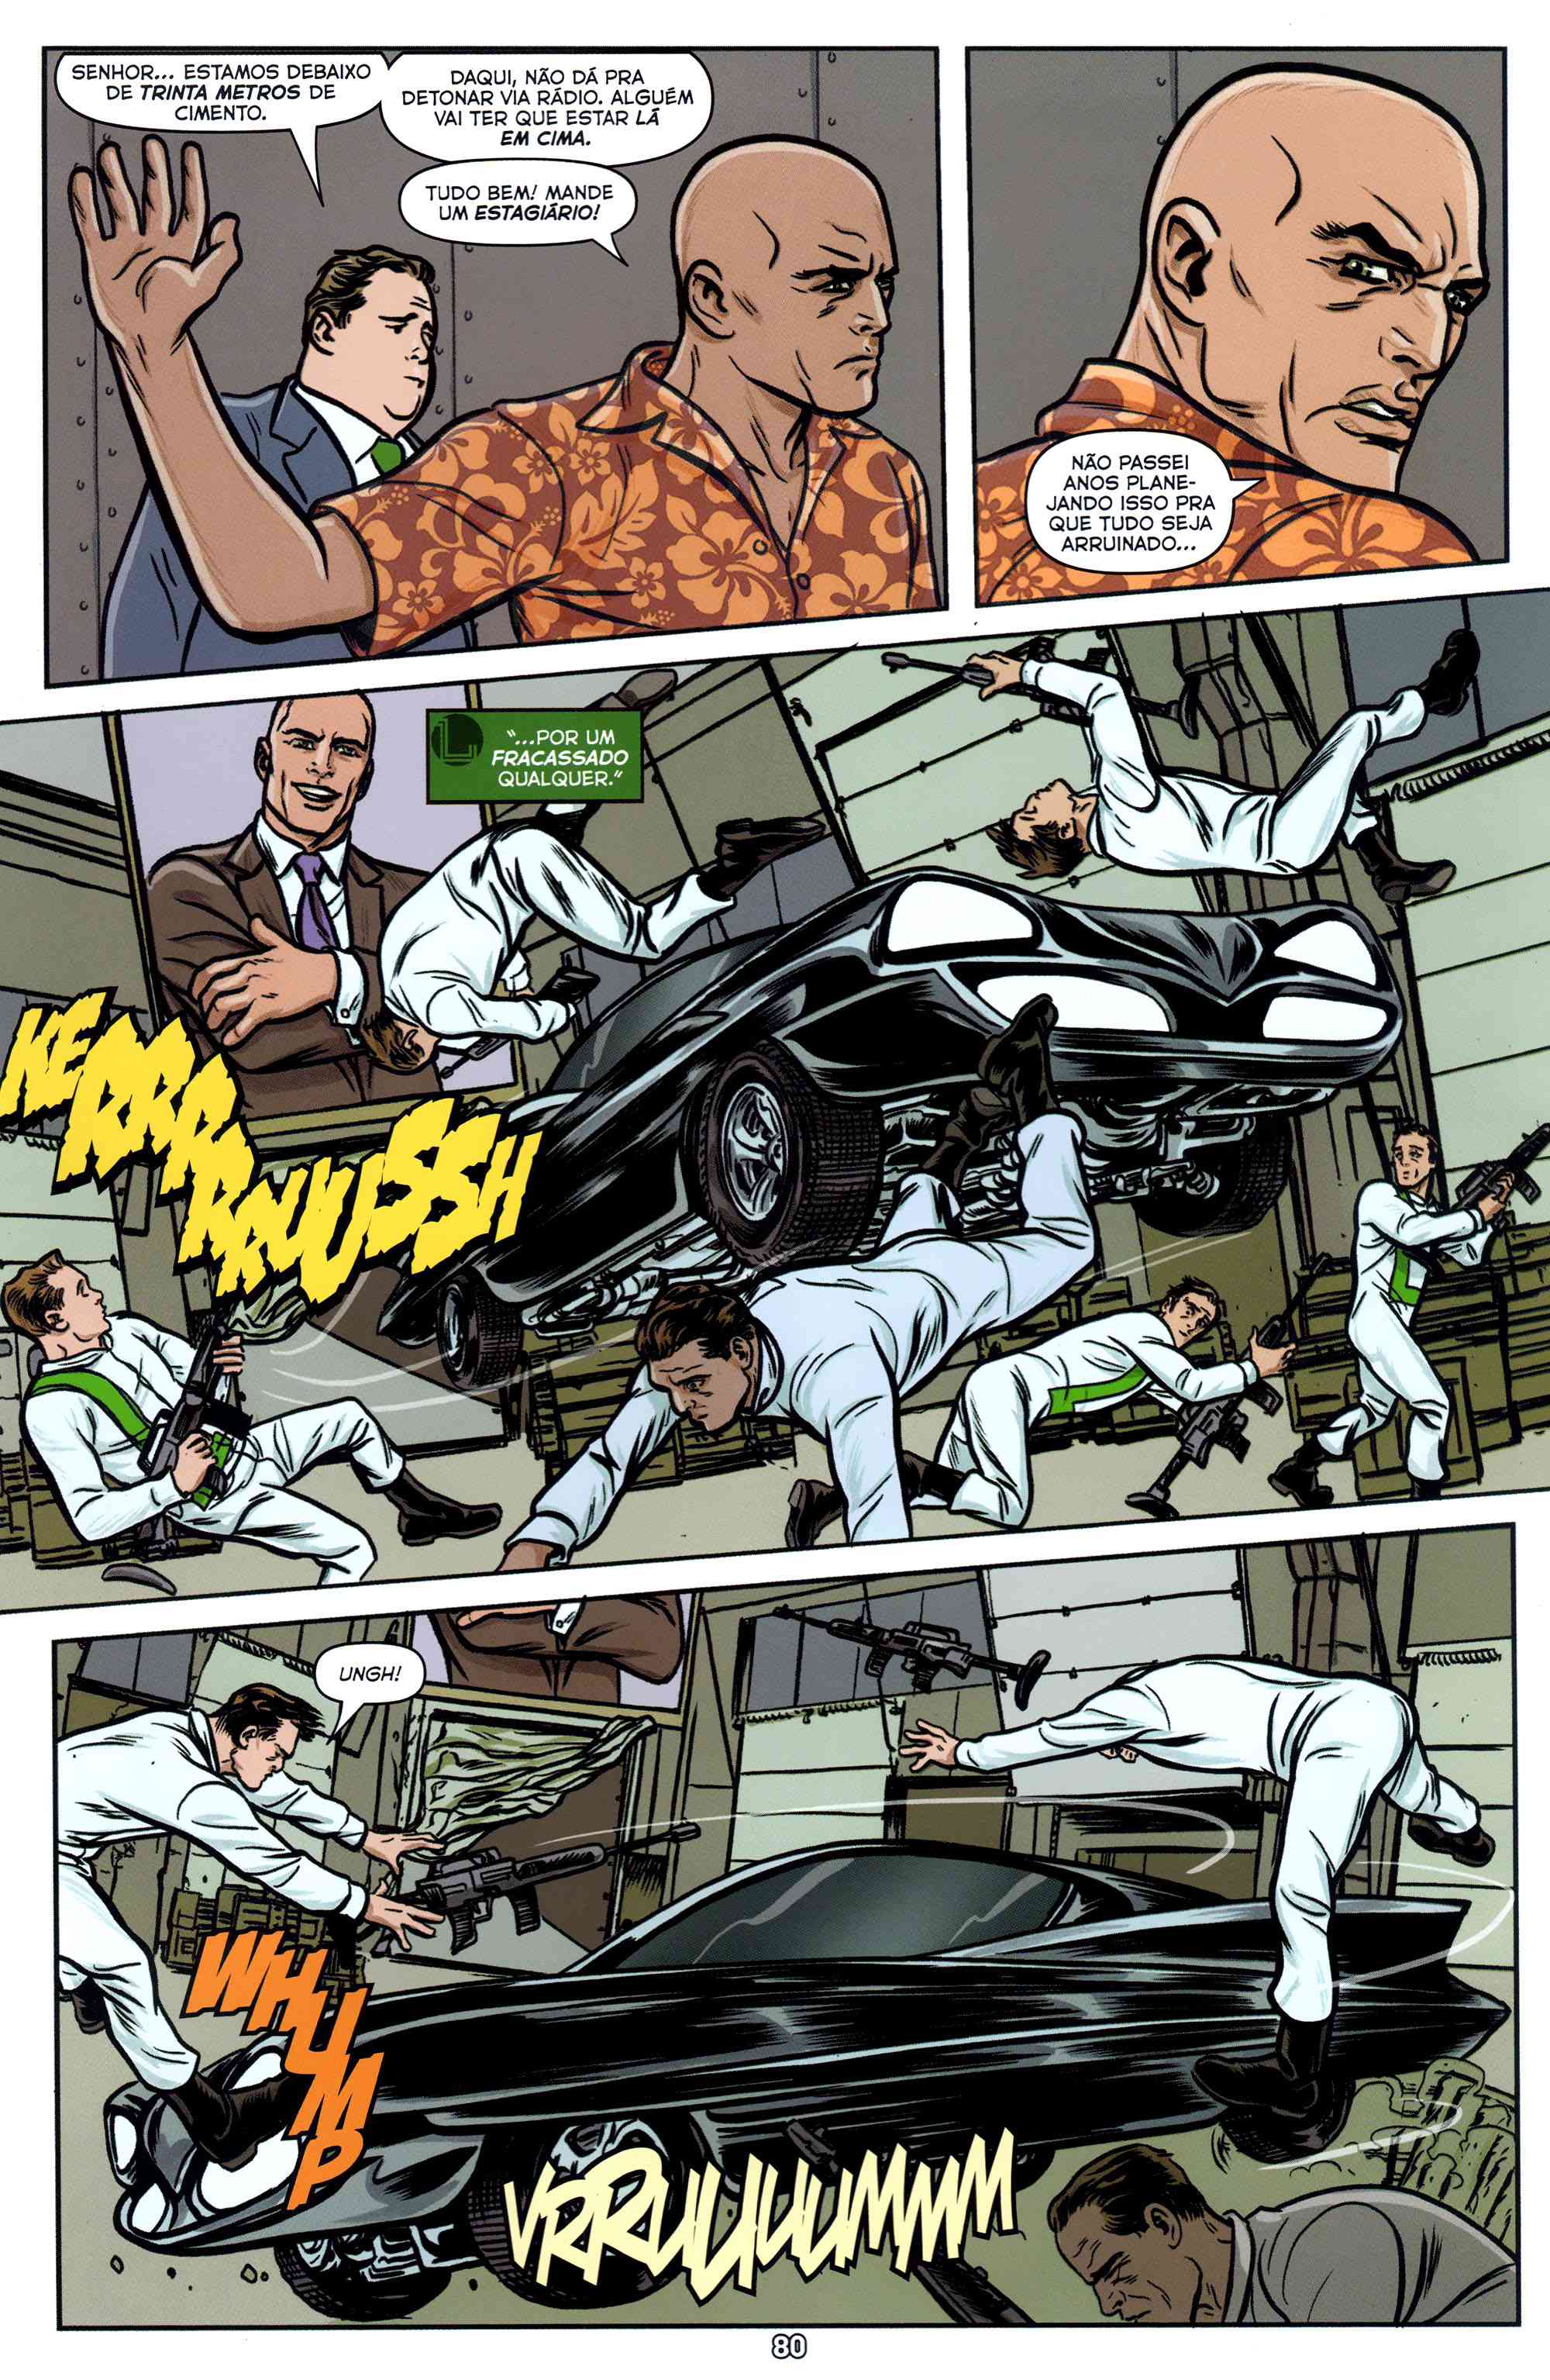 SENHOR... ESTAMOS DEBAIXO
DE TRINTA METROS DE
CIMENTO.
DAQUI, NÃO DÁ PRA
DETONAR VIA RÁDIO. ALGUÉM
VAI TER QUE ESTAR LÁ
EM CIMA.
TUDO BEM! MANDE
UM ESTAGIÁRIO!
NÃO PASSEI
ANOS PLANE-
JANDO ISSO PRA
QUE TUDO SEJA
ARRUINADO...
L
"...POR UM
FRACASSADO
QUALQUER."
KERRRRRRUUUSSSH
UNGH!
WHUMP
VRRRUUUUUMMMM
80